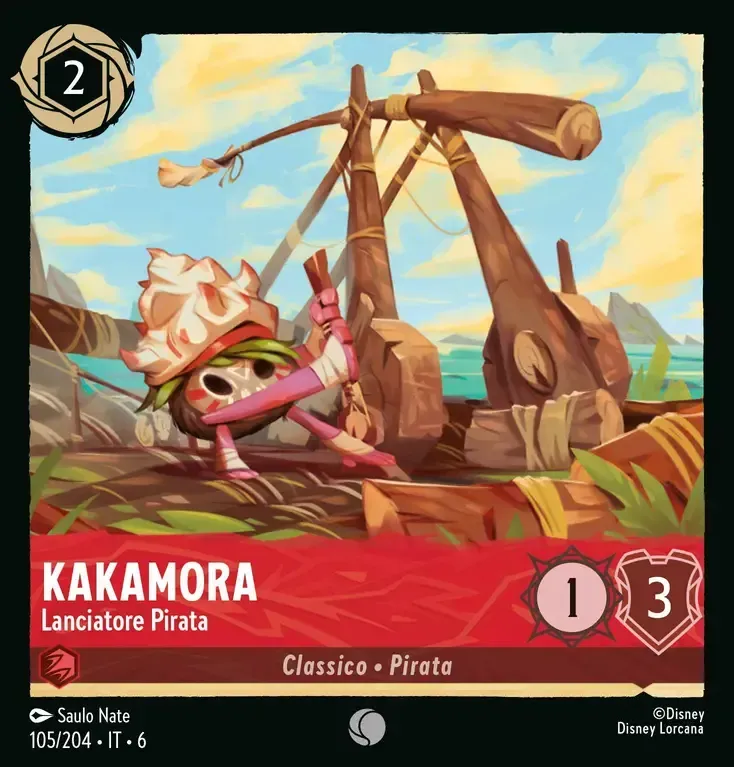 2
KAKAMORA
Lanciatore Pirata
1
3
Classico • Pirata
Saulo Nate
105/204 • IT • 6
©Disney
Disney Lorcana